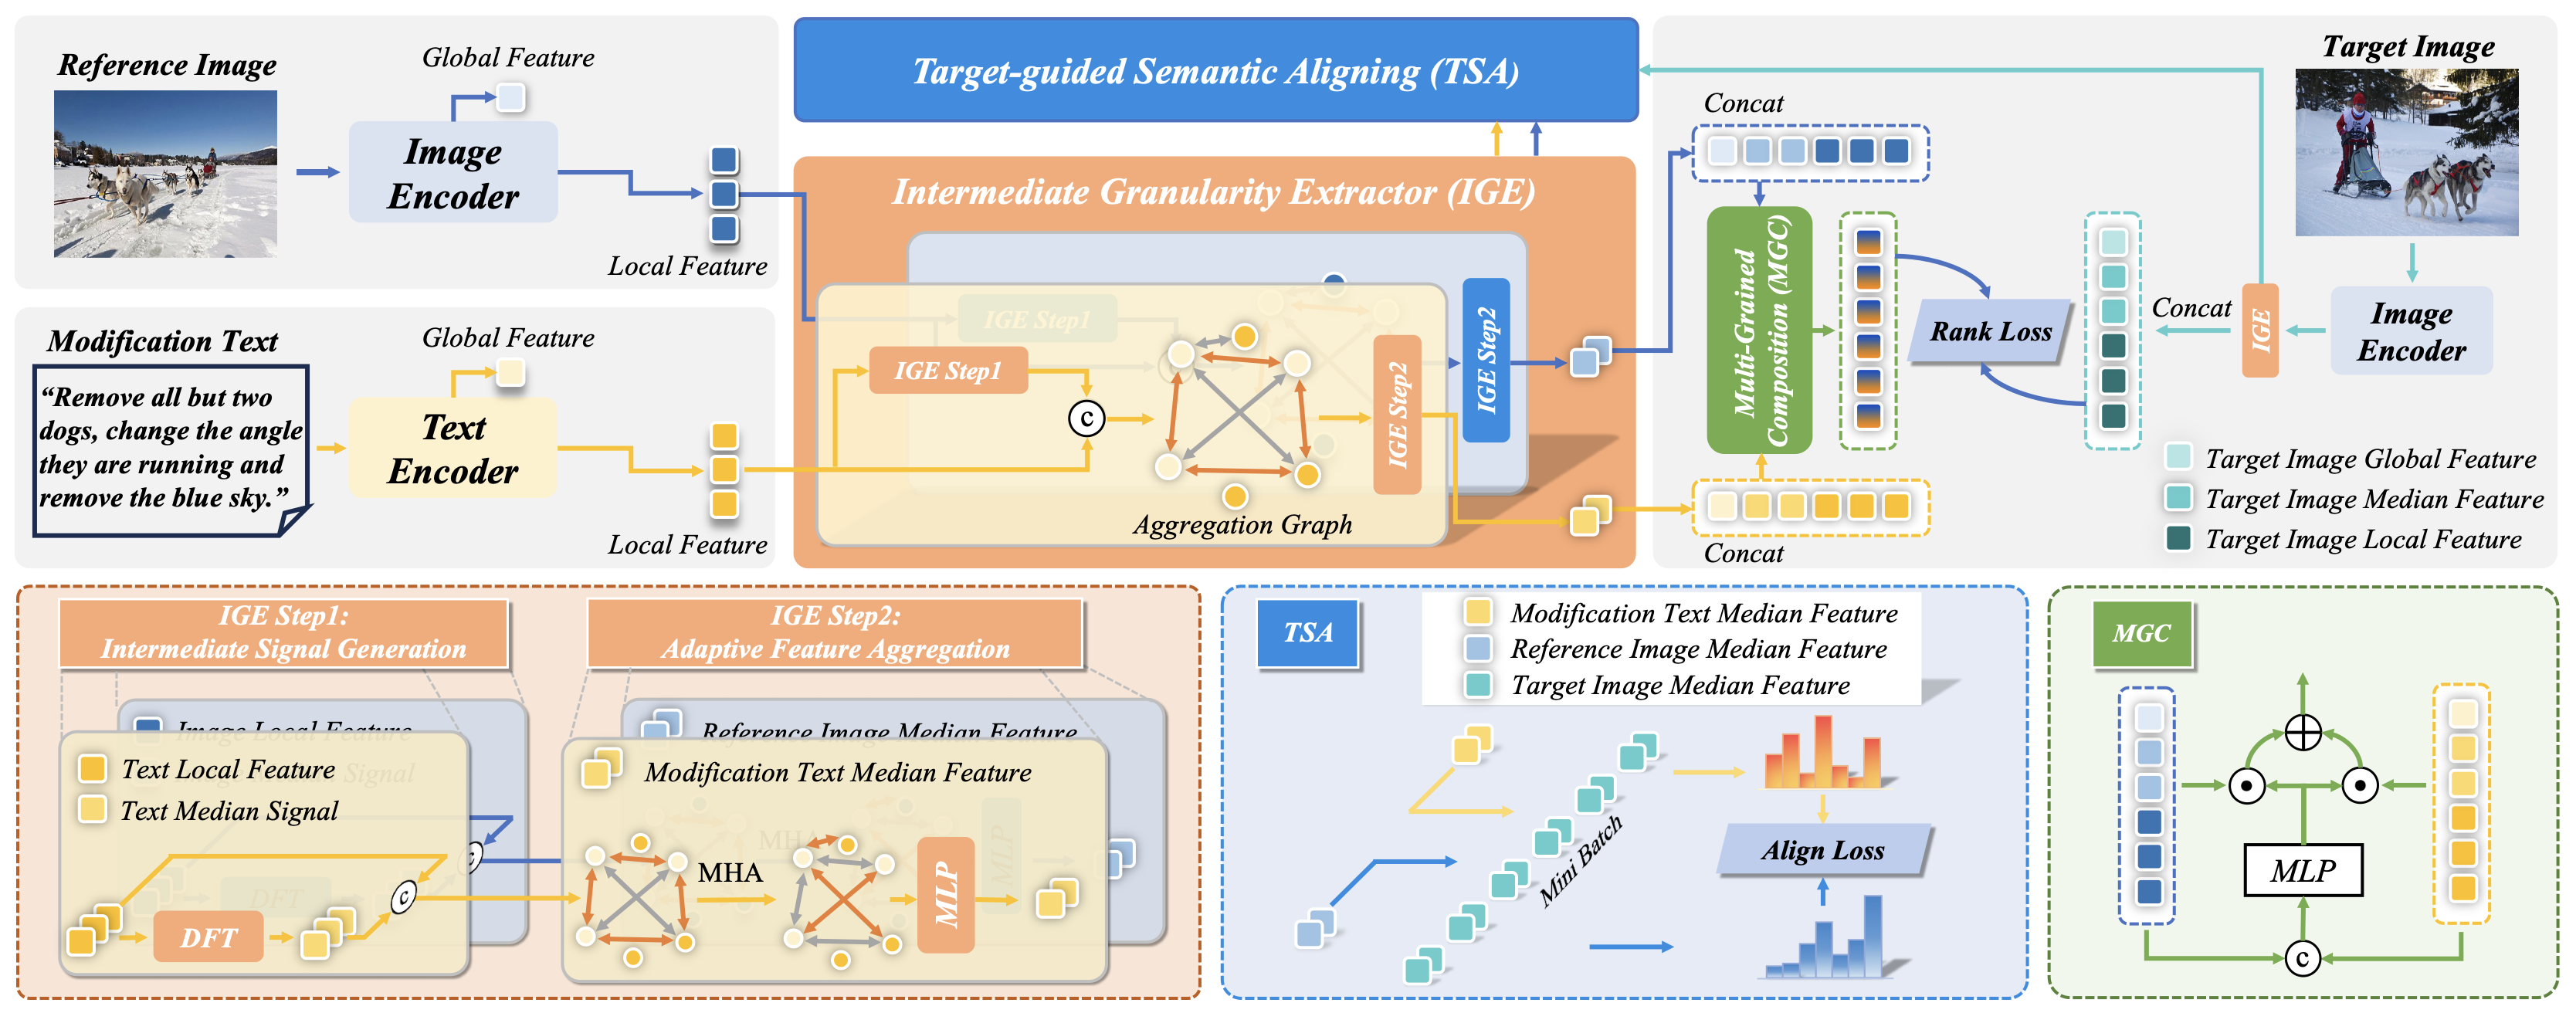 Reference Image
Global Feature
Image
Encoder
Local Feature
Modification Text
“Remove all but two
dogs, change the angle
they are running and
remove the blue sky.”
Global Feature
Text
Encoder
Local Feature
Target-guided Semantic Aligning (TSA)
Intermediate Granularity Extractor (IGE)
IGE Step1
IGE Step1
C
IGE Step2
IGE Step2
Aggregation Graph
Concat
Multi-Grained
Composition (MGC)
Concat
Rank Loss
Target Image
Concat
IGE
Image
Encoder
Target Image Global Feature
Target Image Median Feature
Target Image Local Feature
IGE Step1:
Intermediate Signal Generation
Image Local Feature
Signal
Text Local Feature
Text Median Signal
DFT
DFT
C
C
IGE Step2:
Adaptive Feature Aggregation
Reference Image Median Feature
Modification Text Median Feature
MHA
MHA
MLP
MLP
TSA
Modification Text Median Feature
Reference Image Median Feature
Target Image Median Feature
Mini Batch
Align Loss
MGC
MLP
C